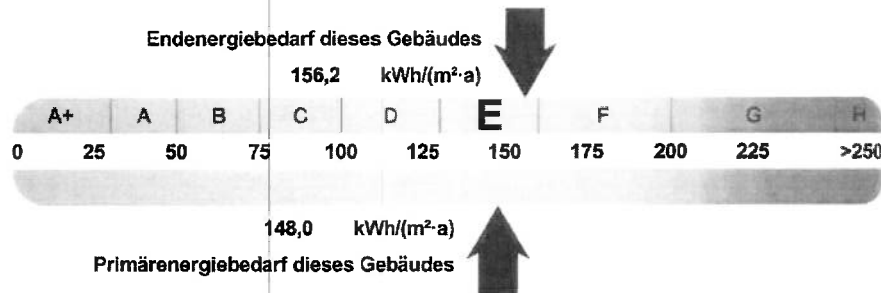 Endenergiebedarf dieses Gebäudes
156,2 kWh/(m²·a)
A+ A B C D E F G H
0 25 50 75 100 125 150 175 200 225 >250
148,0 kWh/(m²·a)
Primärenergiebedarf dieses Gebäudes